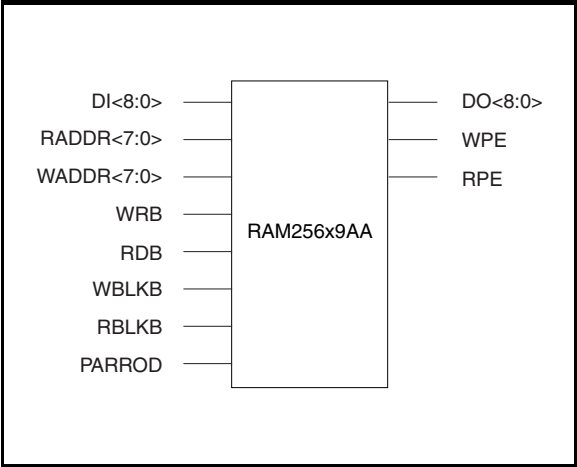 DI<8:0>
RADDR<7:0>
WADDR<7:0>
WRB
RDB
WBLKB
RBLKB
PARROD
RAM256x9AA
DO<8:0>
WPE
RPE